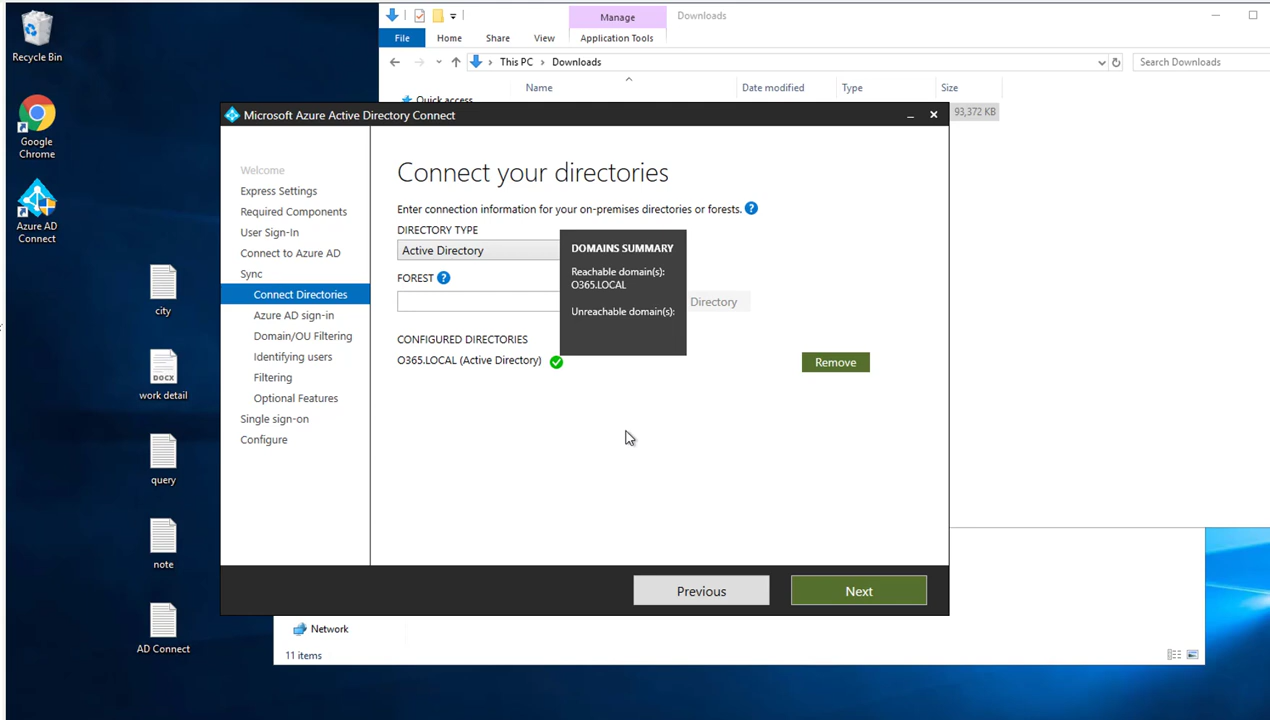 Recycle Bin
Google
Chrome
Azure AD
Connect
city
DOCX
work detail
query
note
AD Connect
Manage
Downloads
File
Home
Share
View
Application Tools
This PC
Downloads
Search Downloads
Name
Date modified
Type
Size
Quick access
93,372 KB
Microsoft Azure Active Directory Connect
Welcome
Express Settings
Required Components
User Sign-In
Connect to Azure AD
Sync
Connect Directories
Azure AD sign-in
Domain/OU Filtering
Identifying users
Filtering
Optional Features
Single sign-on
Configure
Connect your directories
Enter connection information for your on-premises directories or forests. ?
DIRECTORY TYPE
Active Directory
FOREST ?
Directory
DOMAINS SUMMARY
Reachable domain(s):
O365.LOCAL
Unreachable domain(s):
CONFIGURED DIRECTORIES
O365.LOCAL (Active Directory)
Remove
Previous
Next
Network
11 items